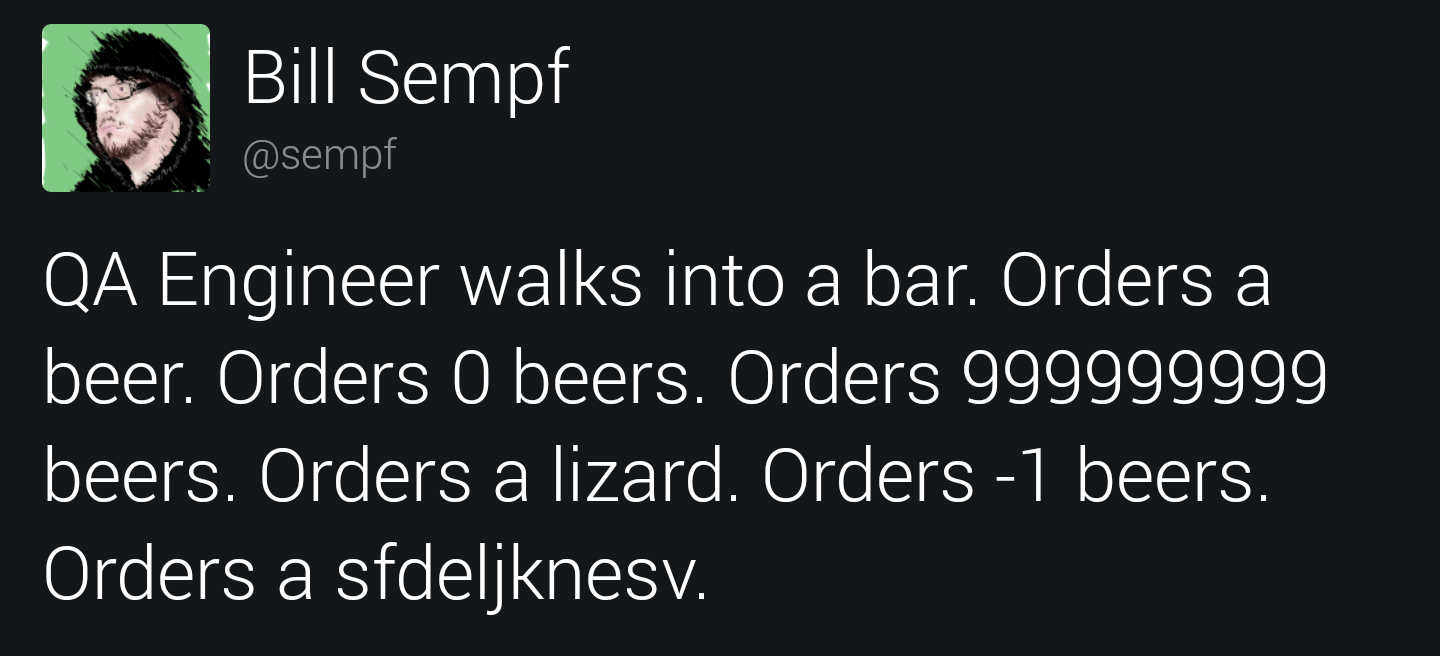 Bill Sempf
@sempf
QA Engineer walks into a bar. Orders a
beer. Orders 0 beers. Orders 999999999
beers. Orders a lizard. Orders -1 beers.
Orders a sfdeljknesv.